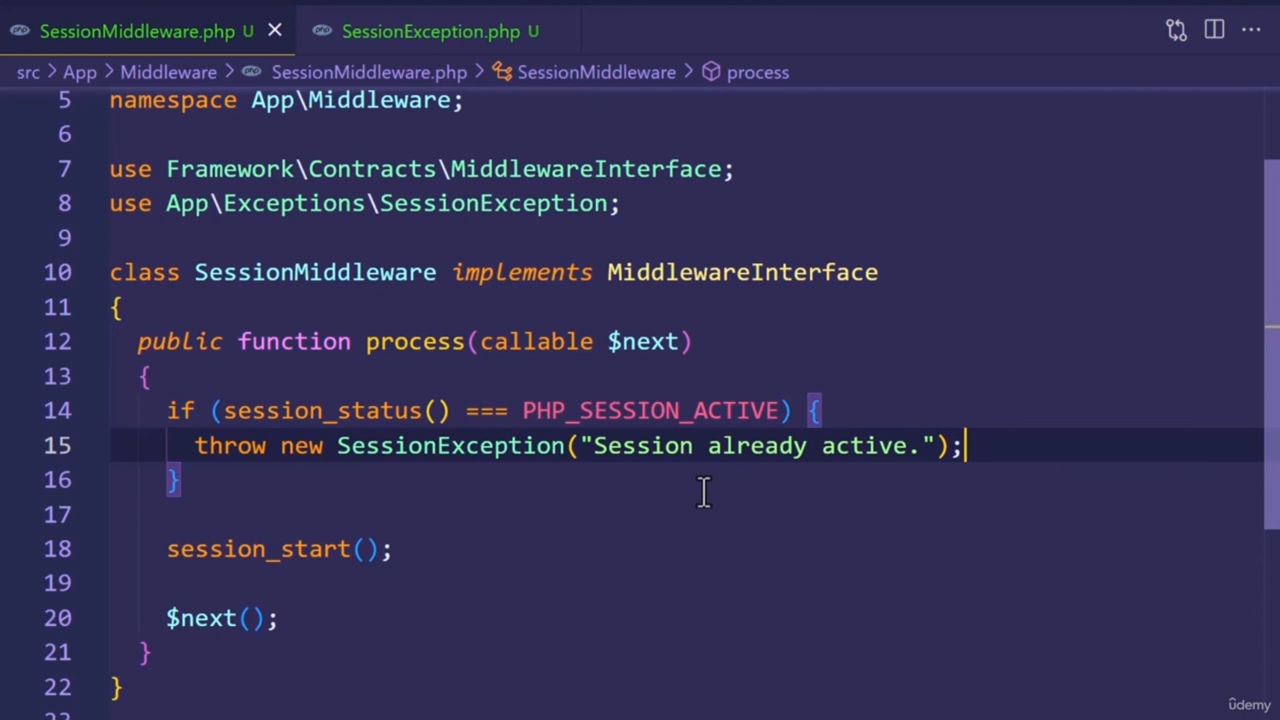 SessionMiddleware.php U
SessionException.php U
src > App > Middleware > SessionMiddleware.php > SessionMiddleware > process
5 namespace App\Middleware;
6
7 use Framework\Contracts\MiddlewareInterface;
8 use App\Exceptions\SessionException;
9
10 class SessionMiddleware implements MiddlewareInterface
11 {
12 public function process(callable $next)
13 {
14 if (session_status() === PHP_SESSION_ACTIVE) {
15 throw new SessionException("Session already active.");
16 }
17
18 session_start();
19
20 $next();
21 }
22 }
23
ûdemy